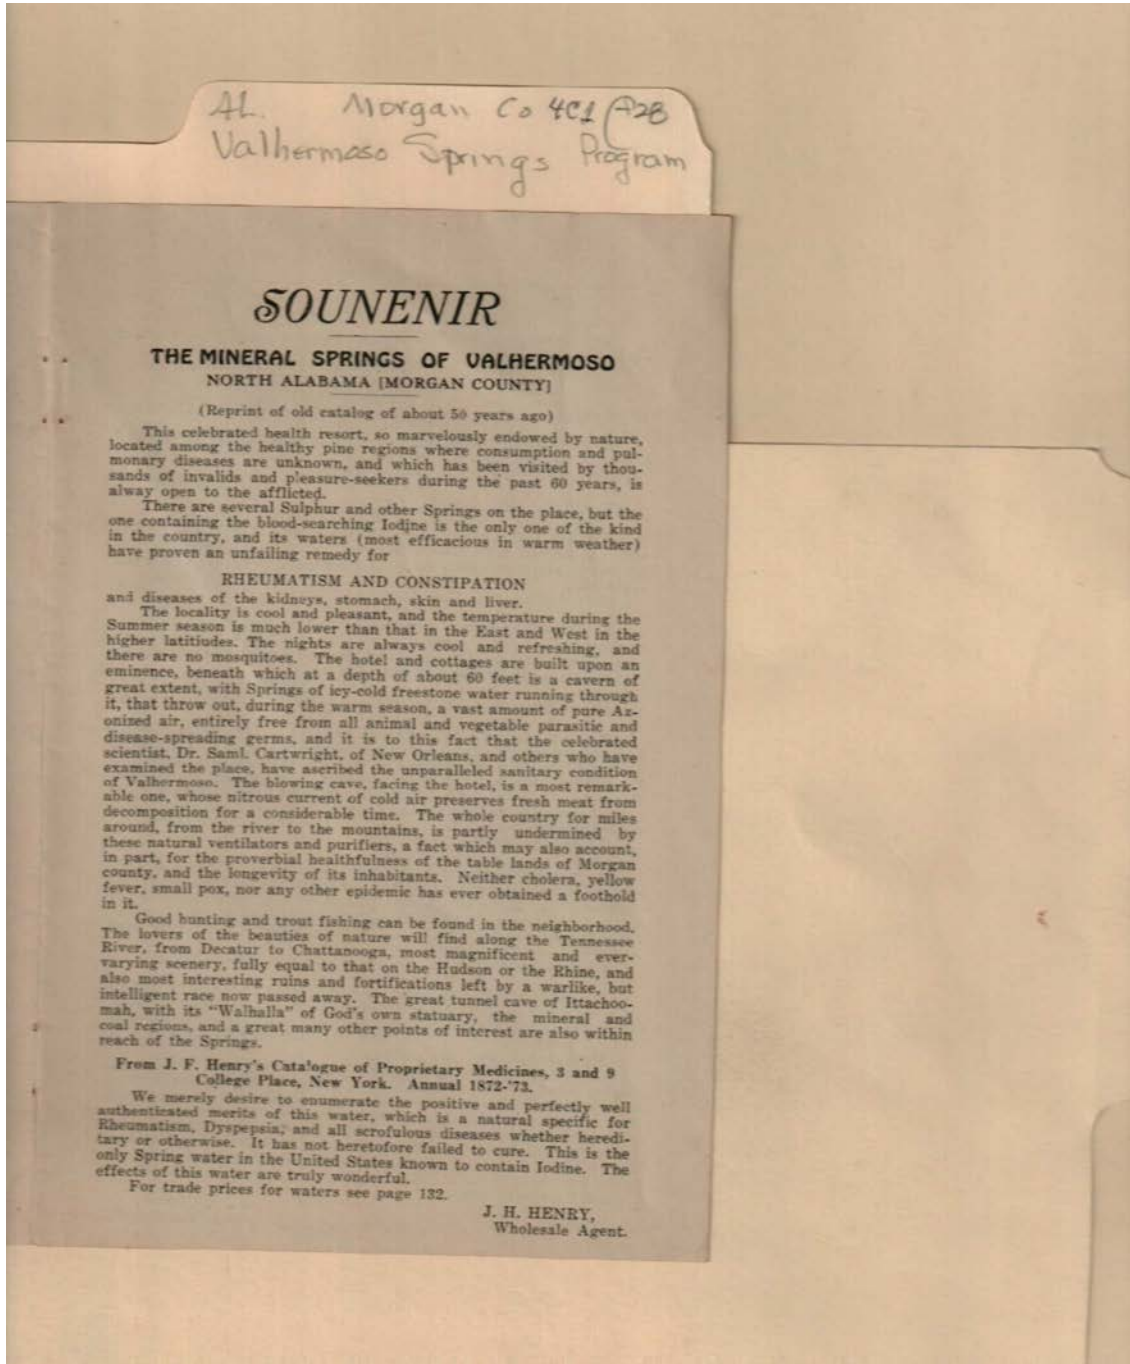 AL. Morgan Co 4C1 F28
Valhermoso Springs Program
SOUNENIR
THE MINERAL SPRINGS OF VALHERMOSO
NORTH ALABAMA [MORGAN COUNTY]
(Reprint of old catalog of about 50 years ago)
This celebrated health resort, so marvelously endowed by nature,
located among the healthy pine regions where consumption and pul-
monary diseases are unknown, and which has been visited by thou-
sands of invalids and pleasure-seekers during the past 60 years, is
alway open to the afflicted.
There are several Sulphur and other Springs on the place, but the
one containing the blood-searching Iodine is the only one of the kind
in the country, and its waters (most efficacious in warm weather)
have proven an unfailing remedy for
RHEUMATISM AND CONSTIPATION
and diseases of the kidneys, stomach, skin and liver.
The locality is cool and pleasant, and the temperature during the
Summer season is much lower than that in the East and West in the
higher latitiudes. The nights are always cool and refreshing, and
there are no mosquitoes. The hotel and cottages are built upon an
eminence, beneath which at a depth of about 60 feet is a cavern of
great extent, with Springs of icy-cold freestone water running through
it, that throw out, during the warm season, a vast amount of pure Az-
onized air, entirely free from all animal and vegetable parasitic and
disease-spreading germs, and it is to this fact that the celebrated
scientist, Dr. Saml. Cartwright, of New Orleans, and others who have
examined the place, have ascribed the unparalleled sanitary condition
of Valhermoso. The blowing cave, facing the hotel, is a most remark-
able one, whose nitrous current of cold air preserves fresh meat from
decomposition for a considerable time. The whole country for miles
around, from the river to the mountains, is partly undermined by
these natural ventilators and purifiers, a fact which may also account,
in part, for the proverbial healthfulness of the table lands of Morgan
county, and the longevity of its inhabitants. Neither cholera, yellow
fever, small pox, nor any other epidemic has ever obtained a foothold
in it.
Good hunting and trout fishing can be found in the neighborhood.
The lovers of the beauties of nature will find along the Tennessee
River, from Decatur to Chattanooga, most magnificent and ever-
varying scenery, fully equal to that on the Hudson or the Rhine, and
also most interesting ruins and fortifications left by a warlike, but
intelligent race now passed away. The great tunnel cave of Ittachoo-
mah, with its "Walhalla" of God's own statuary, the mineral and
coal regions, and a great many other points of interest are also within
reach of the Springs.
From J. F. Henry's Catalogue of Proprietary Medicines, 3 and 9
College Place, New York. Annual 1872-'73.
We merely desire to enumerate the positive and perfectly well
authenticated merits of this water, which is a natural specific for
Rheumatism, Dyspepsia, and all scrofulous diseases whether heredi-
tary or otherwise. It has not heretofore failed to cure. This is the
only Spring water in the United States known to contain Iodine. The
effects of this water are truly wonderful.
For trade prices for waters see page 132.
J. H. HENRY,
Wholesale Agent.